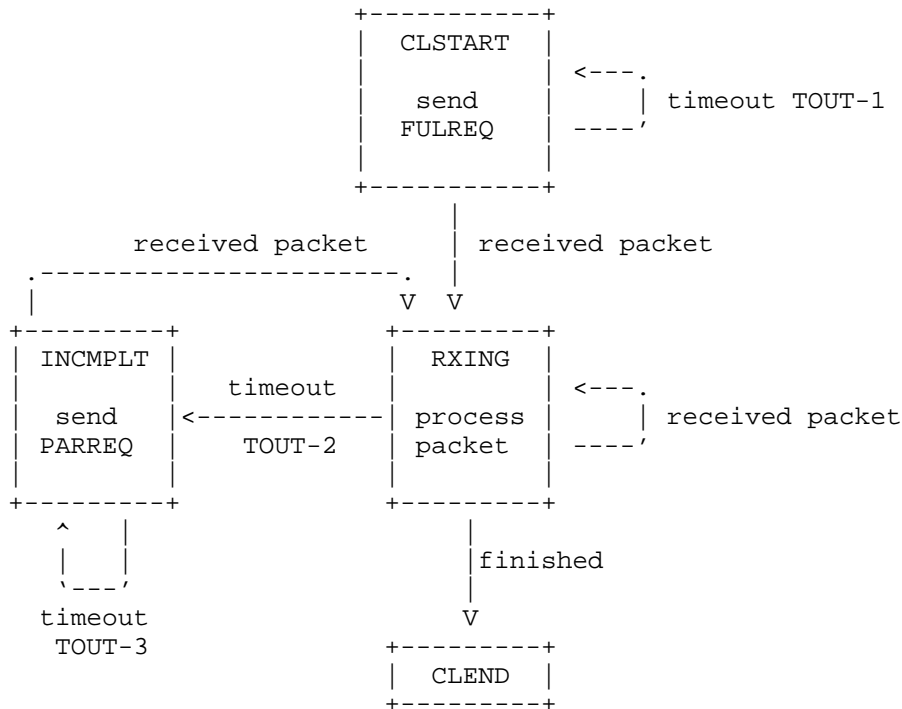 CLSTART
send
FULREQ
timeout TOUT-1
received packet
received packet
INCMPLT
send
PARREQ
timeout
TOUT-2
RXING
process
packet
received packet
timeout
TOUT-3
finished
CLEND